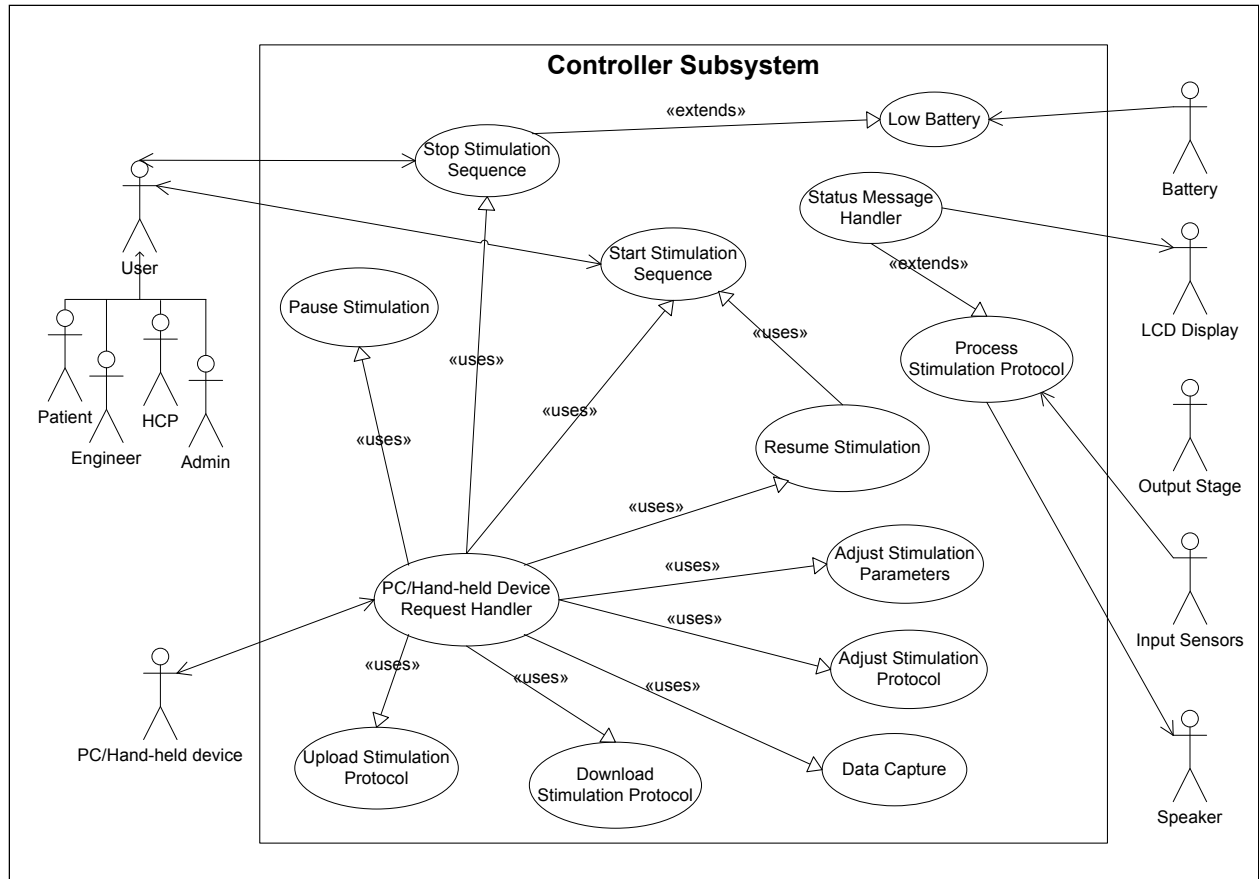 Controller Subsystem
«extends»
Low Battery
Stop Stimulation
Sequence
Battery
User
Status Message
Handler
Start Stimulation
Sequence
«extends»
Pause Stimulation
LCD Display
«uses»
«uses»
Process
Stimulation Protocol
Patient
HCP
Engineer
Admin
«uses»
«uses»
Resume Stimulation
Output Stage
«uses»
Adjust Stimulation
Parameters
«uses»
PC/Hand-held Device
Request Handler
«uses»
Input Sensors
Adjust Stimulation
Protocol
«uses»
«uses»
«uses»
PC/Hand-held device
Upload Stimulation
Protocol
Download
Stimulation Protocol
Data Capture
Speaker